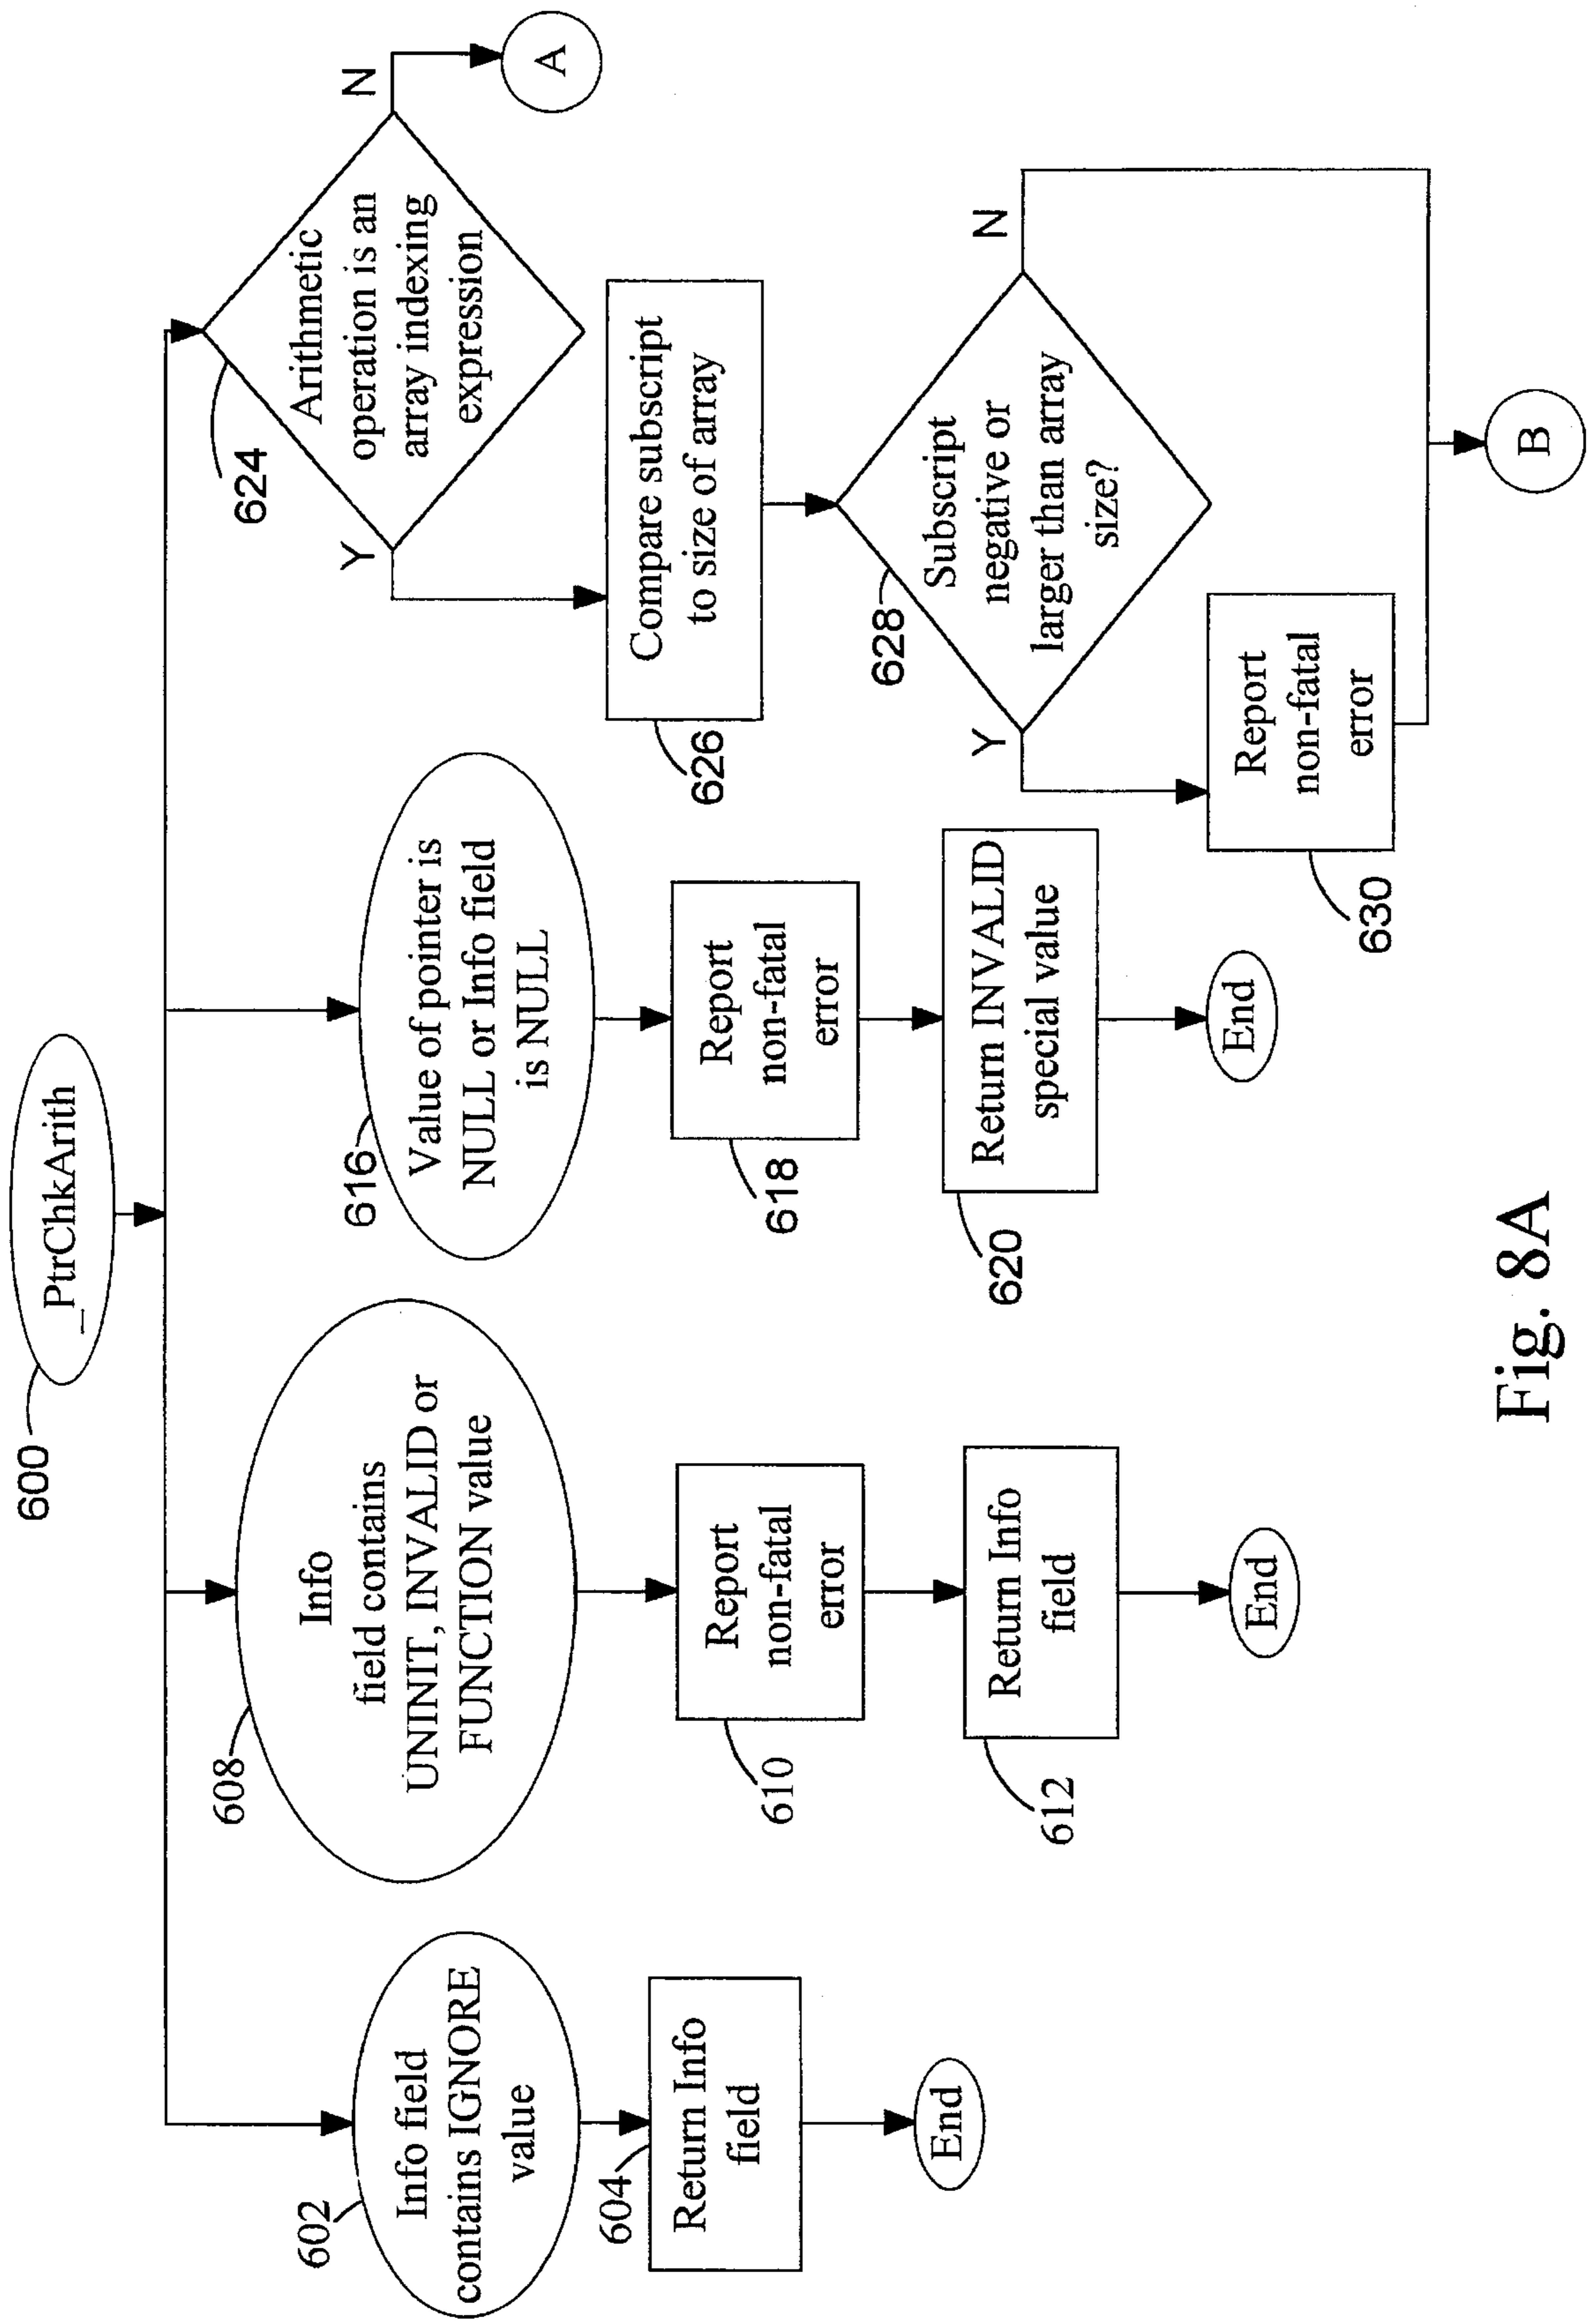 600
_PtrChkArith
602
Info field
contains IGNORE
value
604
Return Info
field
End
608
Info
field contains
UNINIT, INVALID or
FUNCTION value
610
Report
non-fatal
error
612
Return Info
field
End
616
Value of pointer is
NULL or Info field
is NULL
618
Report
non-fatal
error
620
Return INVALID
special value
End
624
Arithmetic
operation is an
array indexing
expression
Y
N
A
626
Compare subscript
to size of array
628
Subscript
negative or
larger than array
size?
Y
N
630
Report
non-fatal
error
B
Fig. 8A